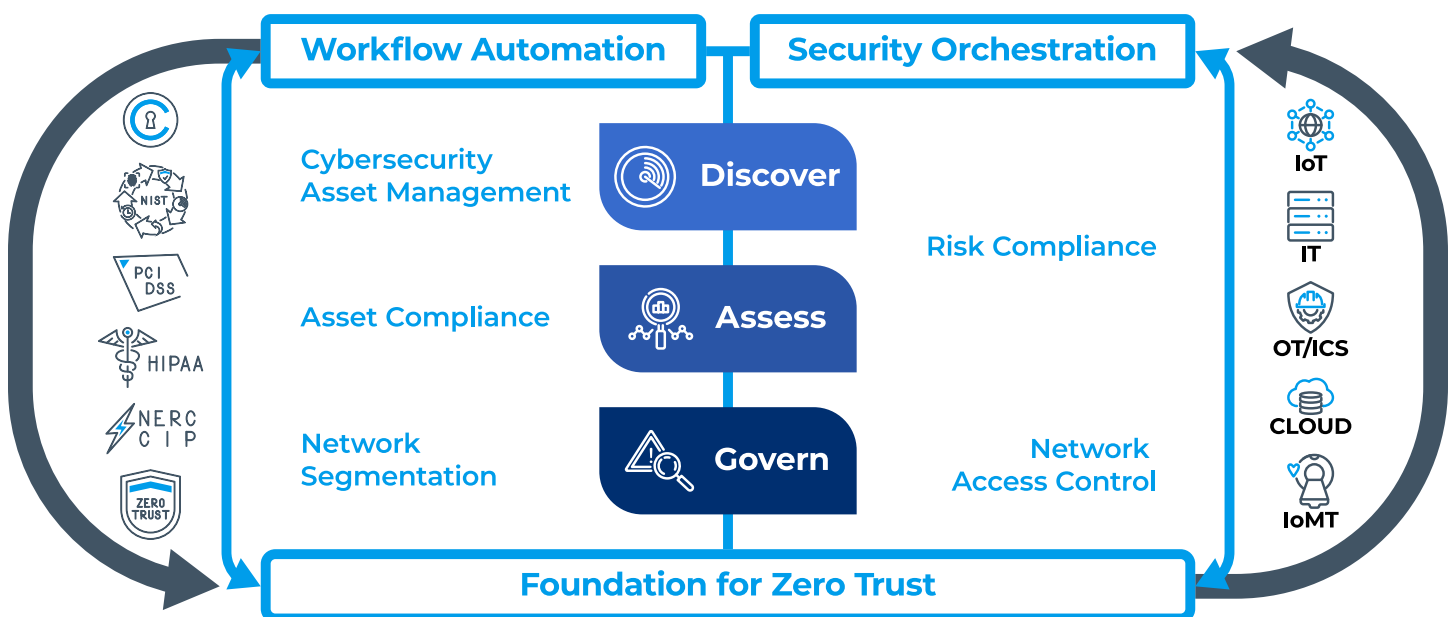 Workflow Automation
Security Orchestration
NIST
PCI
DSS
HIPAA
NERC
CIP
ZERO
TRUST
Cybersecurity
Asset Management
Asset Compliance
Network
Segmentation
Discover
Assess
Govern
Risk Compliance
Network
Access Control
IoT
IT
OT/ICS
CLOUD
IoMT
Foundation for Zero Trust